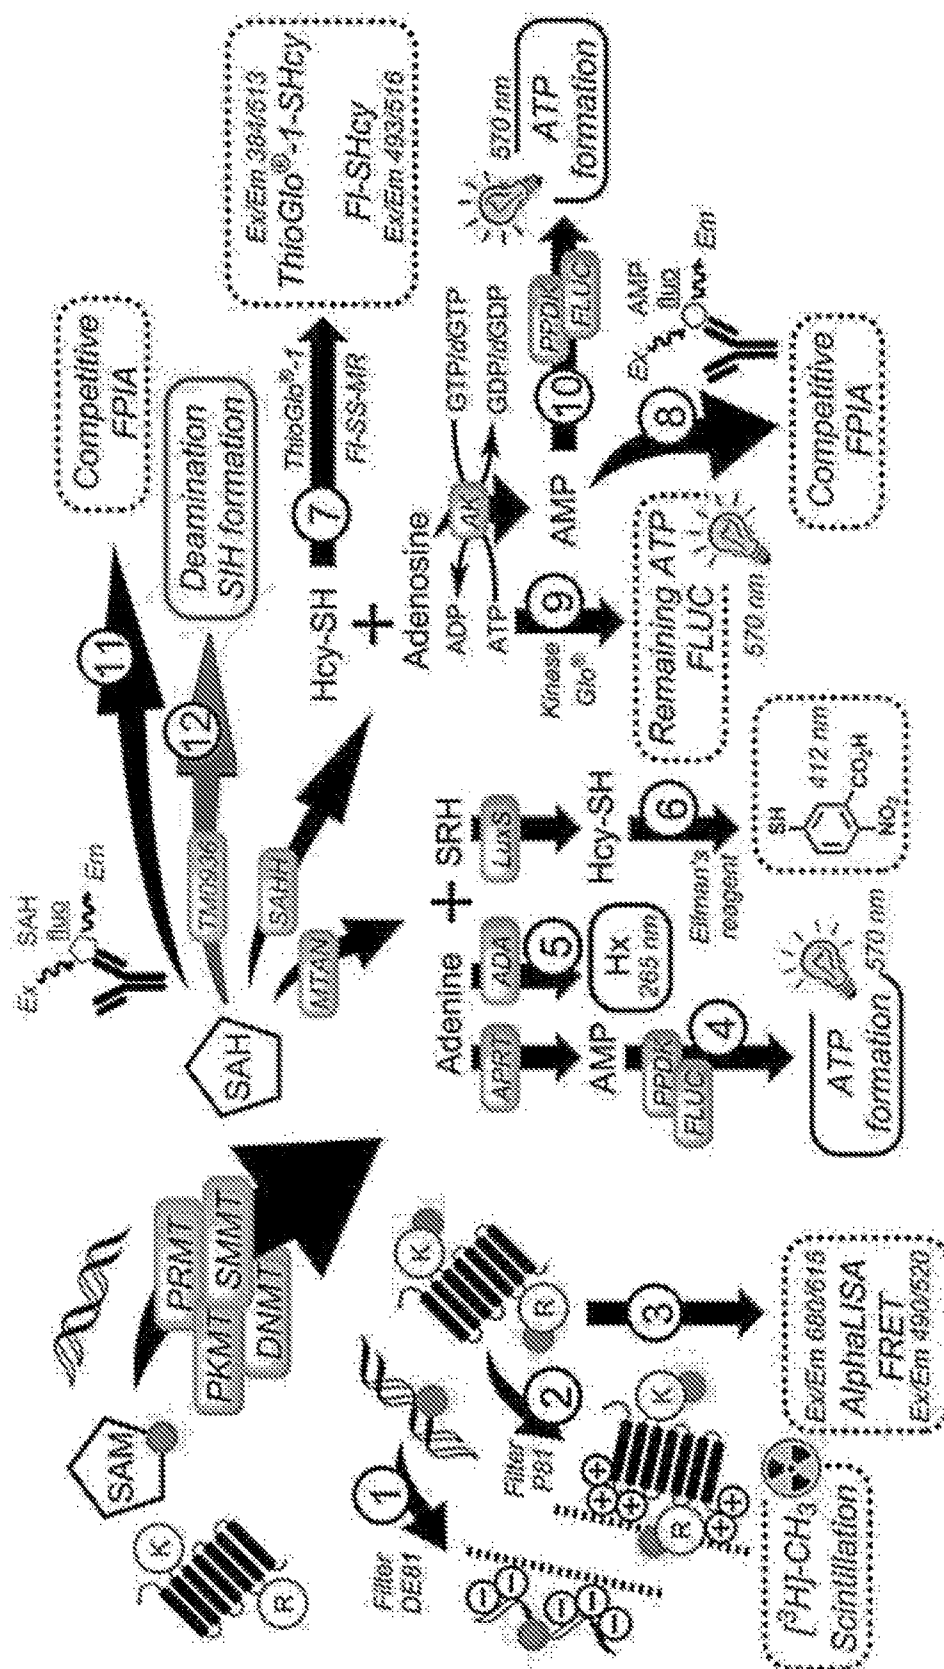 SAM
K
R
PRMT
PKMT
SMMT
DNMT
SAH
Ex
SAH
fluo
Em
11
Competitive
FPIA
TM0936
12
Deamination
SIH formation
SAHH
MTAN
Hcy-SH
+
Adenosine
7
ThioGlo®-1
Fl-S-S-MR
Ex/Em 384/513
ThioGlo®-1-SHcy
Fl-SHcy
Ex/Em 493/516
ADP
ATP
AK
GTP/dGTP
GDP/dGDP
AMP
10
PPDK
FLUC
570 nm
ATP
formation
9
Kinase
Glo®
Remaining ATP
FLUC
570 nm
8
Ex
AMP
fluo
Em
Competitive
FPIA
Adenine + SRH
APRT
ADA
LuxS
AMP
5
Hx
265 nm
Hcy-SH
PPDK
FLUC
4
ATP
formation
570 nm
6
Ellman's
reagent
SH
412 nm
CO₂H
NO₂
1
Filter
DE81
2
Filter
P81
K
R
3
K
R
[³H]-CH₃
Scintillation
Ex/Em 680/615
AlphaLISA
FRET
Ex/Em 490/520